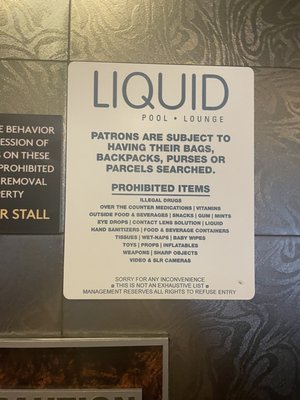 LIQUID
POOL • LOUNGE
PATRONS ARE SUBJECT TO
HAVING THEIR BAGS,
BACKPACKS, PURSES OR
PARCELS SEARCHED.
PROHIBITED ITEMS
ILLEGAL DRUGS
OVER THE COUNTER MEDICATIONS | VITAMINS
OUTSIDE FOOD & BEVERAGES | SNACKS | GUM | MINTS
EYE DROPS | CONTACT LENS SOLUTION | LIQUID
HAND SANITIZERS | FOOD & BEVERAGE CONTAINERS
TISSUES | WET-NAPS | BABY WIPES
TOYS | PROPS | INFLATABLES
WEAPONS | SHARP OBJECTS
VIDEO & SLR CAMERAS
SORRY FOR ANY INCONVENIENCE
THIS IS NOT AN EXHAUSTIVE LIST
MANAGEMENT RESERVES ALL RIGHTS TO REFUSE ENTRY
E BEHAVIOR
ESSION OF
S ON THESE
PROHIBITED
REMOVAL
PERTY
R STALL
CAUTION